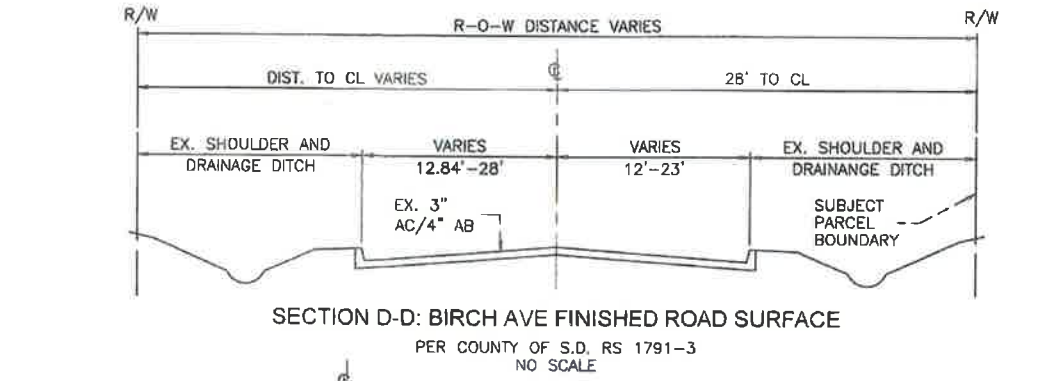 R/W
R/W
R-O-W DISTANCE VARIES
℄
DIST. TO CL VARIES
28' TO CL
EX. SHOULDER AND
DRAINAGE DITCH
VARIES
12.84'-28'
VARIES
12'-23'
EX. SHOULDER AND
DRAINANGE DITCH
EX. 3"
AC/4" AB
SUBJECT
PARCEL
BOUNDARY
SECTION D-D: BIRCH AVE FINISHED ROAD SURFACE
PER COUNTY OF S.D. RS 1791-3
NO SCALE
℄